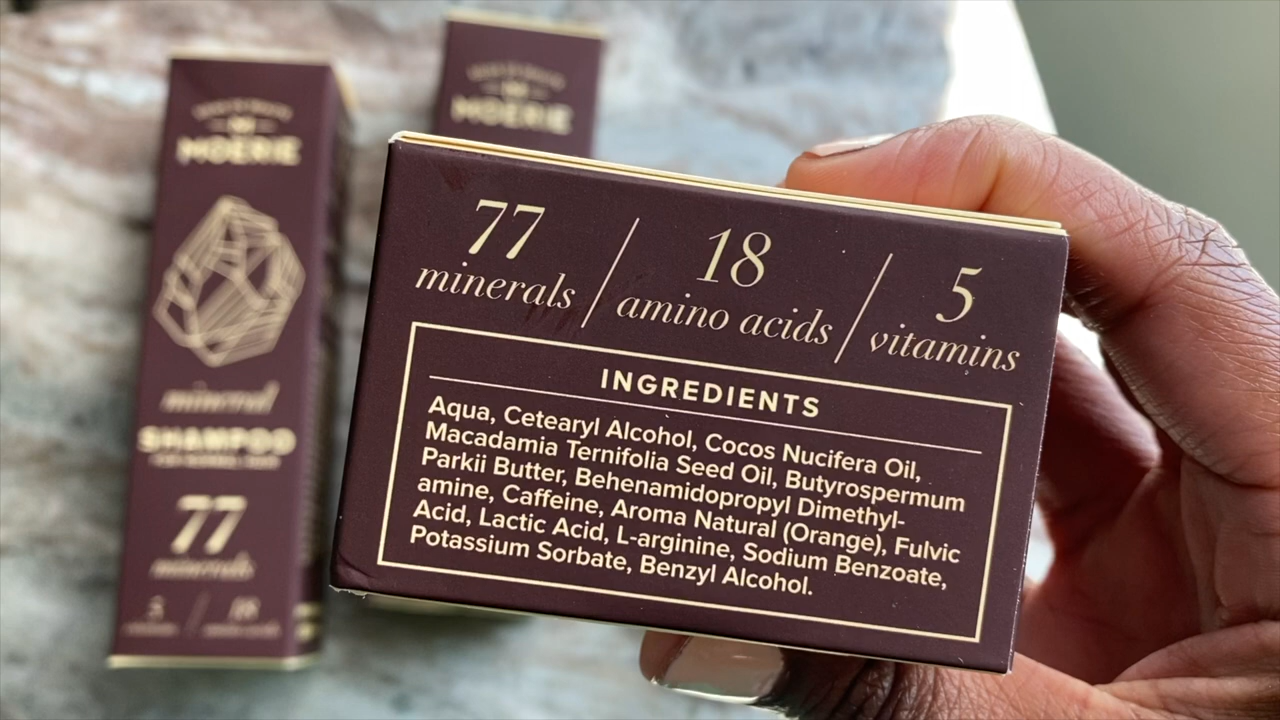 MOERIE
mineral
SHAMPOO
77
minerals
5
18
MOERIE
77
minerals
18
amino acids
5
vitamins
INGREDIENTS
Aqua, Cetearyl Alcohol, Cocos Nucifera Oil,
Macadamia Ternifolia Seed Oil, Butyrospermum
Parkii Butter, Behenamidopropyl Dimethyl-
amine, Caffeine, Aroma Natural (Orange), Fulvic
Acid, Lactic Acid, L-arginine, Sodium Benzoate,
Potassium Sorbate, Benzyl Alcohol.